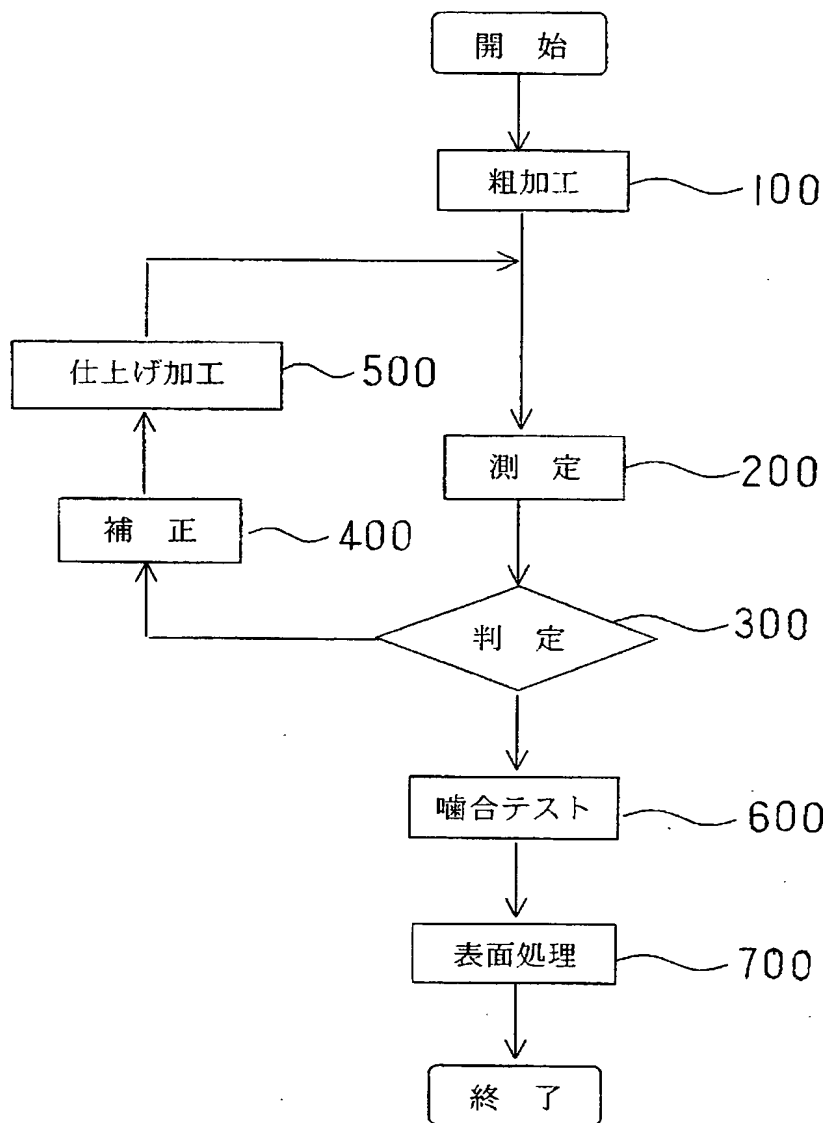 開 始
粗加工
100
仕上げ加工
500
測 定
200
補 正
400
判 定
300
噛合テスト
600
表面処理
700
終 了